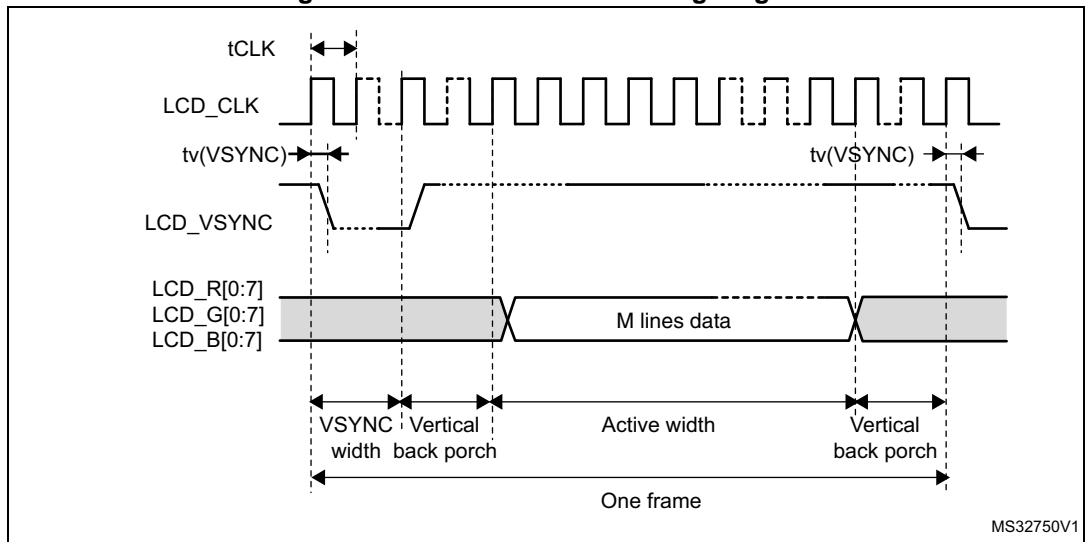 tCLK
LCD_CLK
tv(VSYNC)
tv(VSYNC)
LCD_VSYNC
LCD_R[0:7]
LCD_G[0:7]
LCD_B[0:7]
M lines data
VSYNC width
Vertical back porch
Active width
Vertical back porch
One frame
MS32750V1